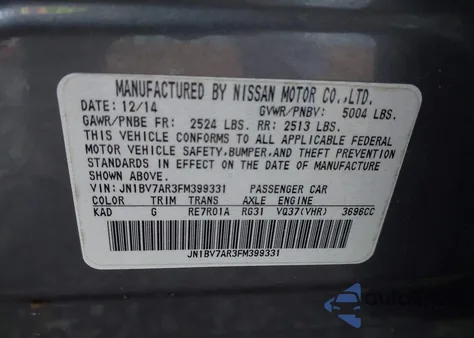 MANUFACTURED BY NISSAN MOTOR CO.,LTD.
DATE: 12/14 GVWR/PNBV: 5004 LBS.
GAWR/PNBE FR: 2524 LBS. RR: 2513 LBS.
THIS VEHICLE CONFORMS TO ALL APPLICABLE FEDERAL
MOTOR VEHICLE SAFETY,BUMPER,AND THEFT PREVENTION
STANDARDS IN EFFECT ON THE DATE OF MANUFACTURE
SHOWN ABOVE.
VIN: JN1BV7AR3FM399331 PASSENGER CAR
COLOR TRIM TRANS AXLE ENGINE
KAD G RE7R01A RG31 VQ37(VHR) 3696CC
JN1BV7AR3FM399331